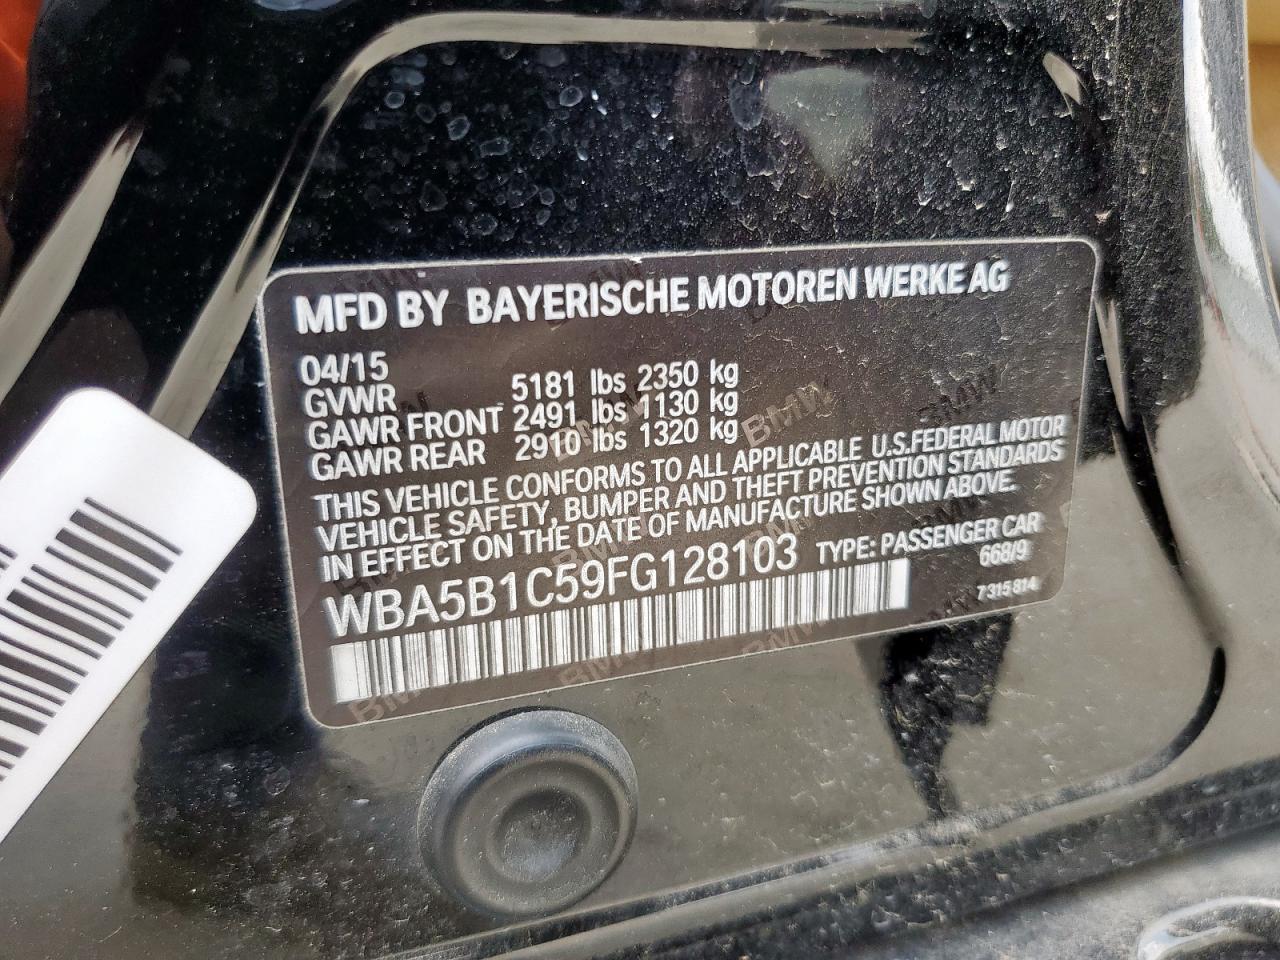 MFD BY BAYERISCHE MOTOREN WERKE AG
04/15
GVWR 5181 lbs 2350 kg
GAWR FRONT 2491 lbs 1130 kg
GAWR REAR 2910 lbs 1320 kg
THIS VEHICLE CONFORMS TO ALL APPLICABLE U.S.FEDERAL MOTOR
VEHICLE SAFETY, BUMPER AND THEFT PREVENTION STANDARDS
IN EFFECT ON THE DATE OF MANUFACTURE SHOWN ABOVE.
WBA5B1C59FG128103 TYPE: PASSENGER CAR
668/9
7 315 814